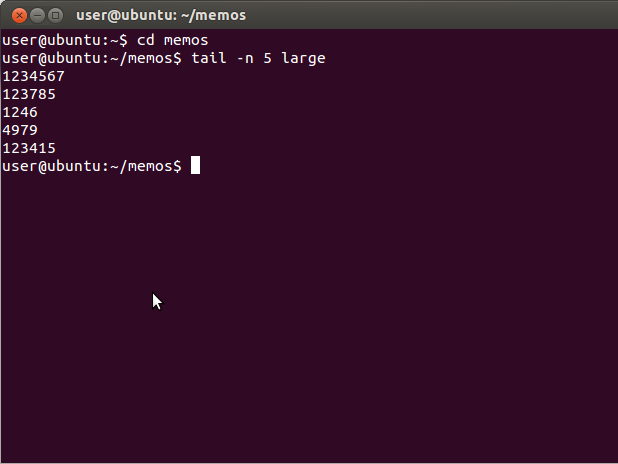 user@ubuntu: ~/memos
user@ubuntu:~$ cd memos
user@ubuntu:~/memos$ tail -n 5 large
1234567
123785
1246
4979
123415
user@ubuntu:~/memos$